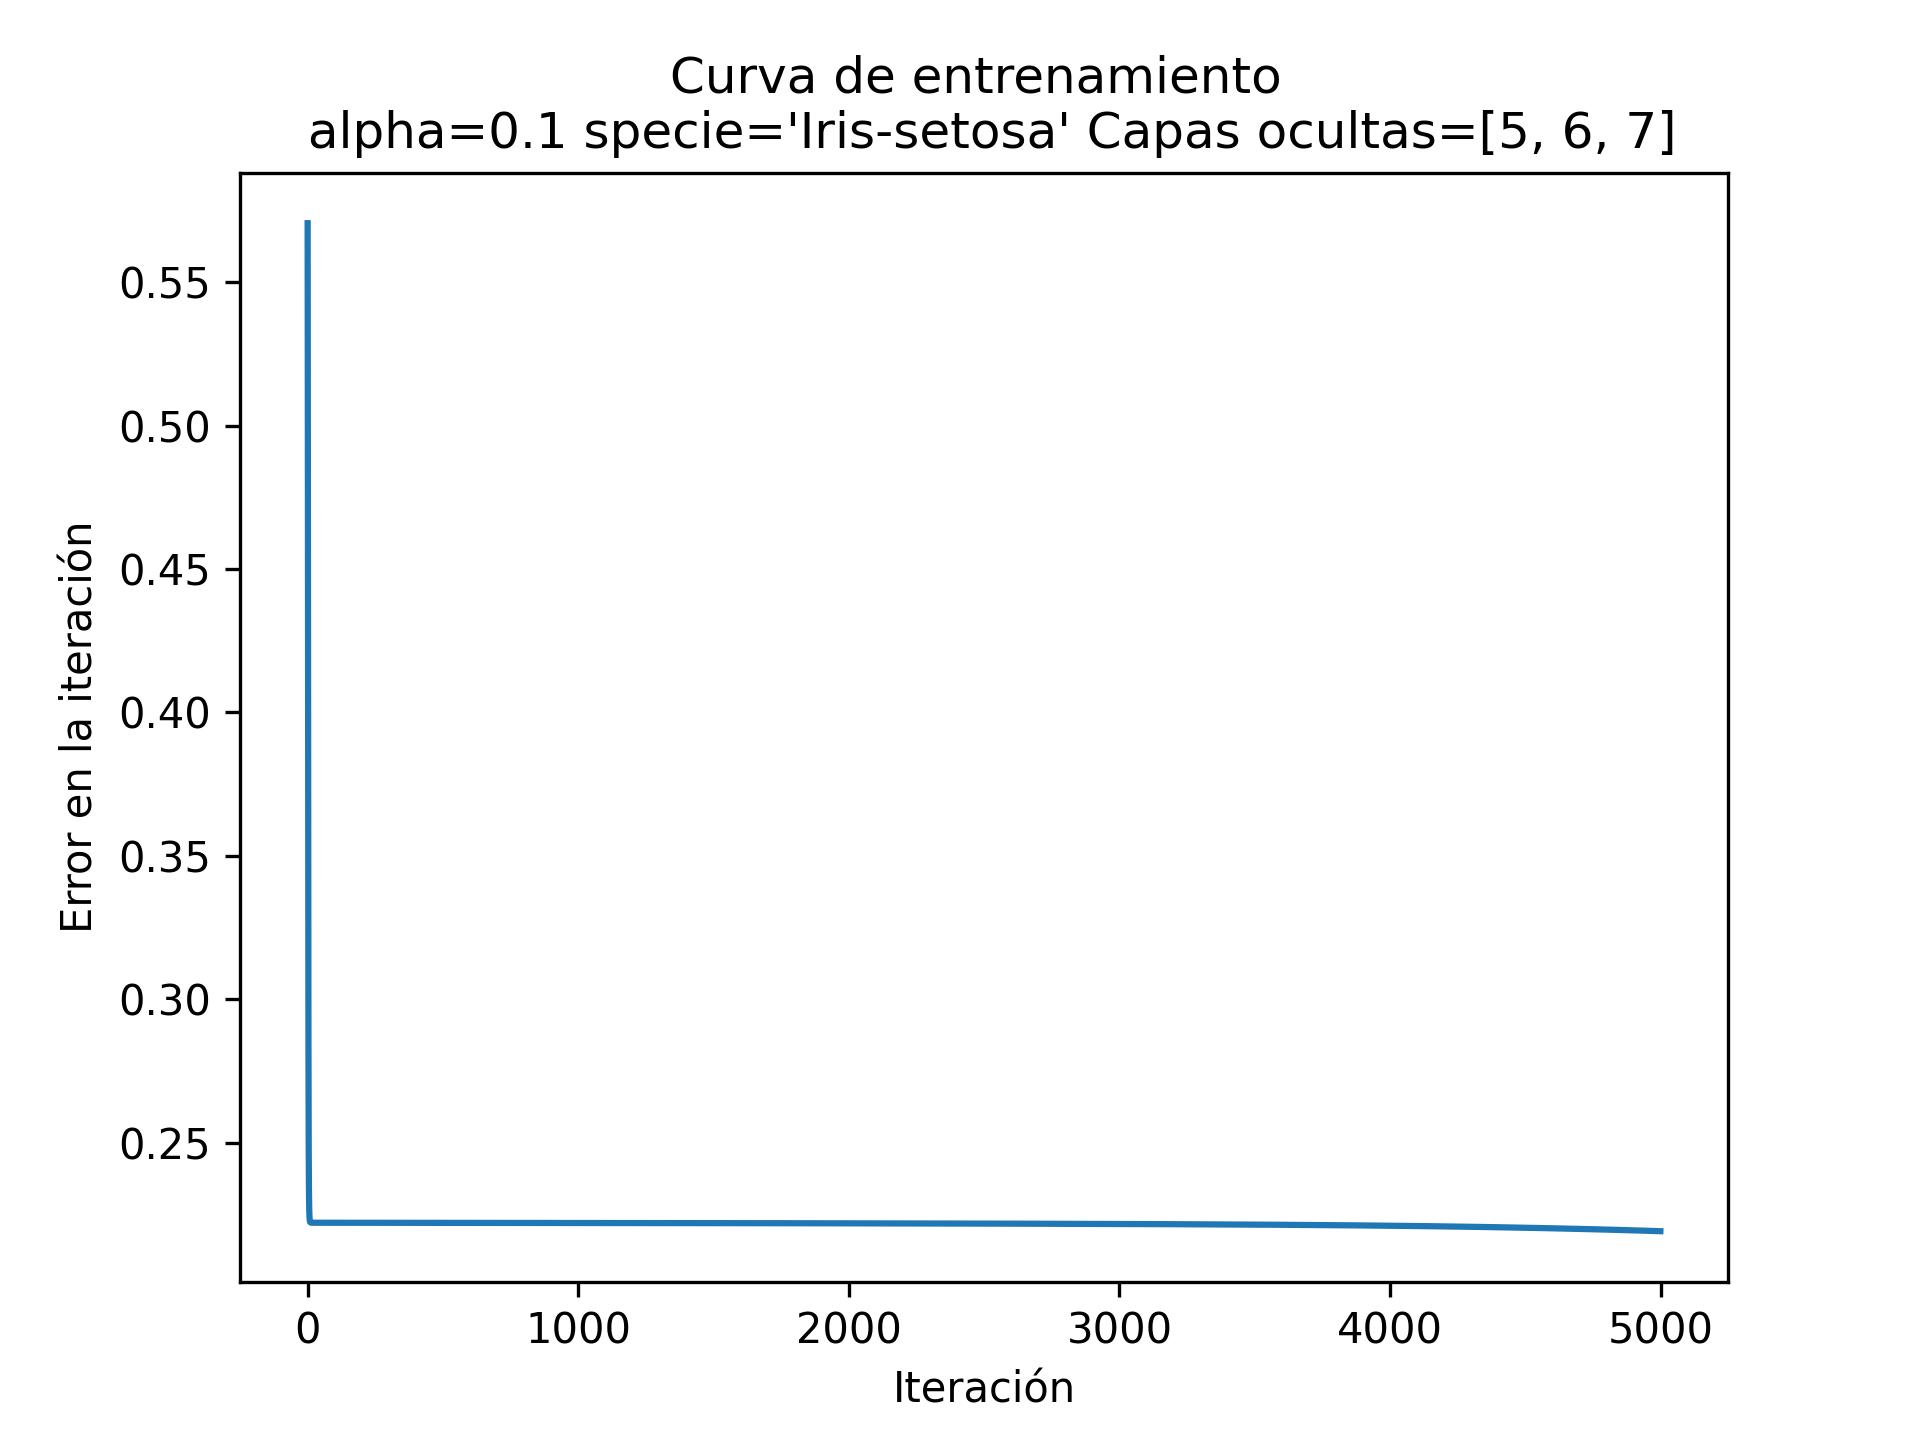 Curva de entrenamiento
alpha=0.1 specie='Iris-setosa' Capas ocultas=[5, 6, 7]
Error en la iteración
0.55
0.50
0.45
0.40
0.35
0.30
0.25
0 1000 2000 3000 4000 5000
Iteración